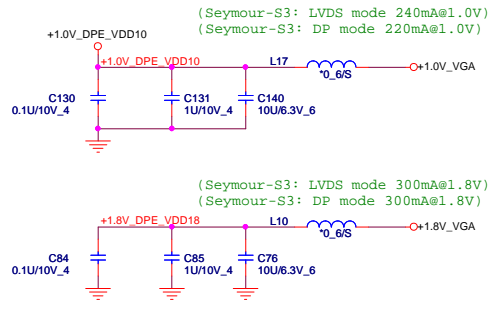 (Seymour-S3: LVDS mode 240mA@1.0V)
(Seymour-S3: DP mode 220mA@1.0V)
+1.0V_DPE_VDD10
+1.0V_DPE_VDD10
L17
*0_6/S
+1.0V_VGA
C130
0.1U/10V_4
C131
1U/10V_4
C140
10U/6.3V_6
(Seymour-S3: LVDS mode 300mA@1.8V)
(Seymour-S3: DP mode 300mA@1.8V)
+1.8V_DPE_VDD18
L10
*0_6/S
+1.8V_VGA
C84
0.1U/10V_4
C85
1U/10V_4
C76
10U/6.3V_6